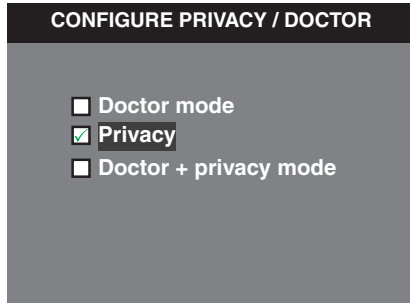 CONFIGURE PRIVACY / DOCTOR
Doctor mode
Privacy
Doctor + privacy mode